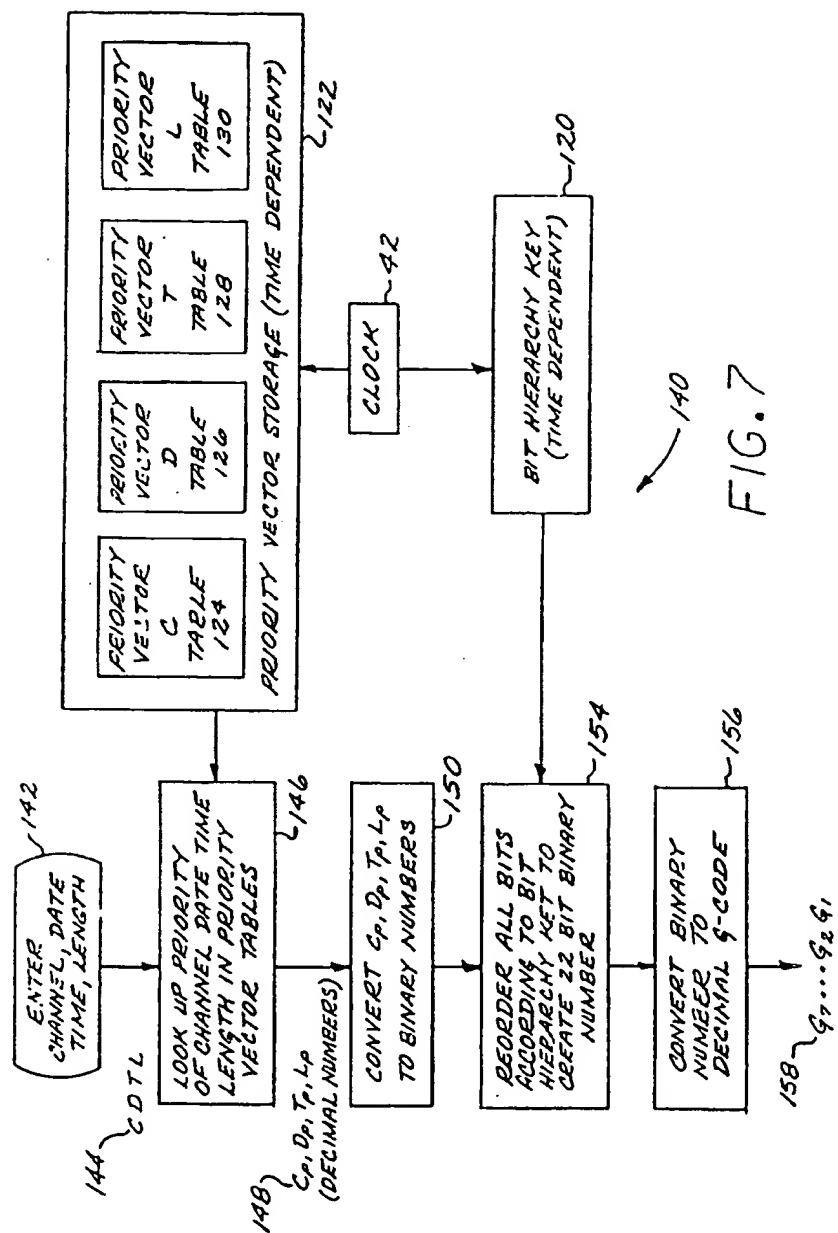 ENTER
CHANNEL, DATE
TIME, LENGTH
142
144
CDTL
LOOK UP PRIORITY
OF CHANNEL DATE TIME
LENGTH IN PRIORITY
VECTOR TABLES
146
148
Cp, Dp, Tp, Lp
(DECIMAL NUMBERS)
CONVERT Cp, Dp, Tp, Lp
TO BINARY NUMBERS
150
REORDER ALL BITS
ACCORDING TO BIT
HIERARCHY KET TO
CREATE 22 BIT BINARY
NUMBER
154
CONVERT BINARY
NUMBER TO
DECIMAL G-CODE
156
158
G7...G2 G1
PRIORITY
VECTOR
C
TABLE
124
PRIORITY
VECTOR
D
TABLE
126
PRIORITY
VECTOR
T
TABLE
128
PRIORITY
VECTOR
L
TABLE
130
PRIORITY VECTOR STORAGE (TIME DEPENDENT)
122
CLOCK
42
BIT HIERARCHY KEY
(TIME DEPENDENT)
120
140
FIG. 7